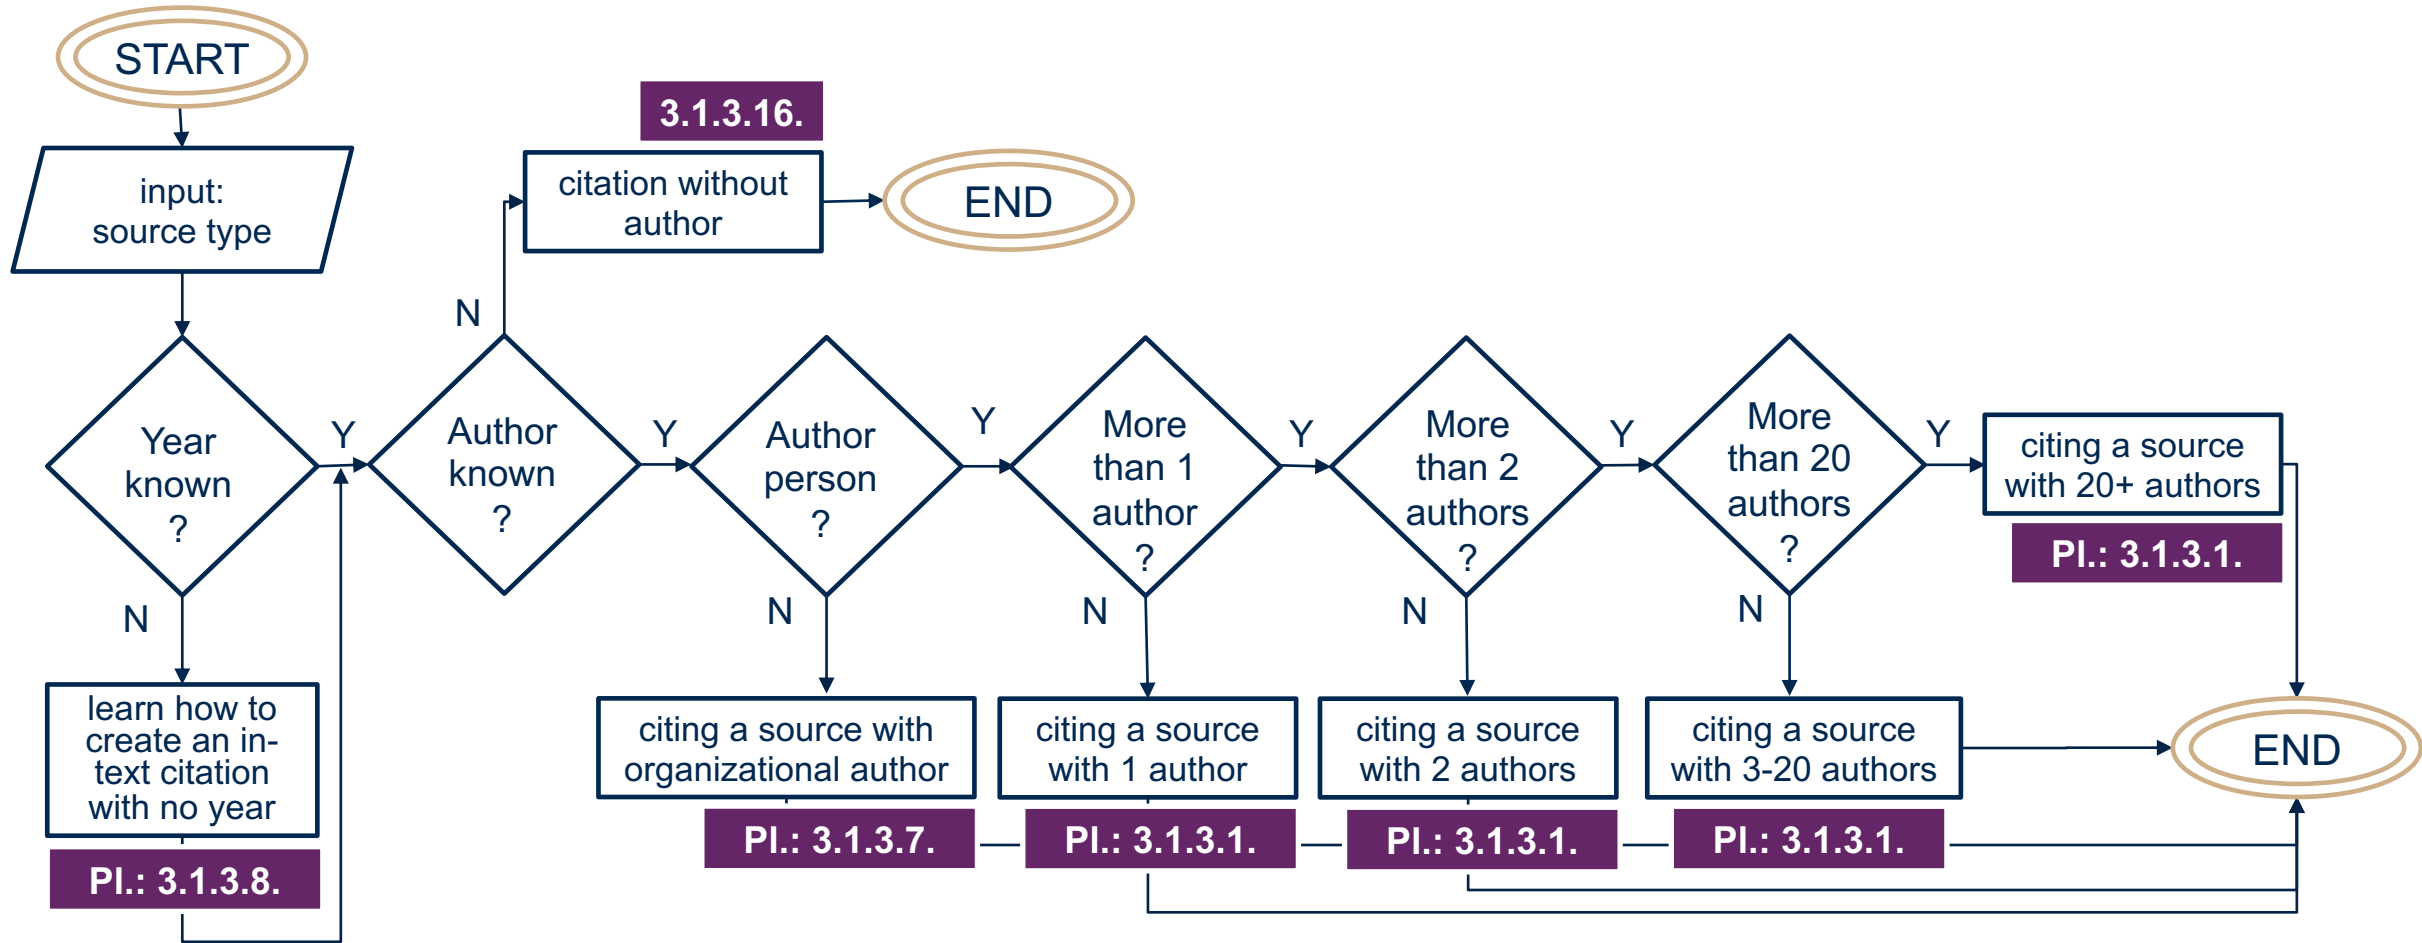 START
input:
source type
3.1.3.16.
citation without
author
END
N
Year
known
?
Y
N
Author
known
?
Y
Author
person
?
Y
N
More
than 1
author
?
Y
N
More
than 2
authors
?
Y
N
More
than 20
authors
?
Y
N
citing a source
with 20+ authors
Pl.: 3.1.3.1.
learn how to
create an in-
text citation
with no year
Pl.: 3.1.3.8.
citing a source with
organizational author
Pl.: 3.1.3.7.
citing a source
with 1 author
Pl.: 3.1.3.1.
citing a source
with 2 authors
Pl.: 3.1.3.1.
citing a source
with 3-20 authors
Pl.: 3.1.3.1.
END